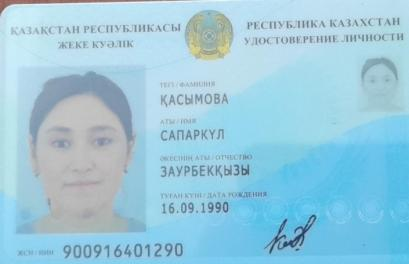 ҚАЗАҚСТАН РЕСПУБЛИКАСЫ
ЖЕКЕ КУӘЛІК
РЕСПУБЛИКА КАЗАХСТАН
УДОСТОВЕРЕНИЕ ЛИЧНОСТИ
ТЕГІ / ФАМИЛИЯ
ҚАСЫМОВА
АТЫ / ИМЯ
САПАРКҮЛ
ӘКЕСІНІҢ АТЫ / ОТЧЕСТВО
ЗАУРБЕКҚЫЗЫ
ТУҒАН КҮНІ / ДАТА РОЖДЕНИЯ
16.09.1990
ЖСН / ИИН 900916401290